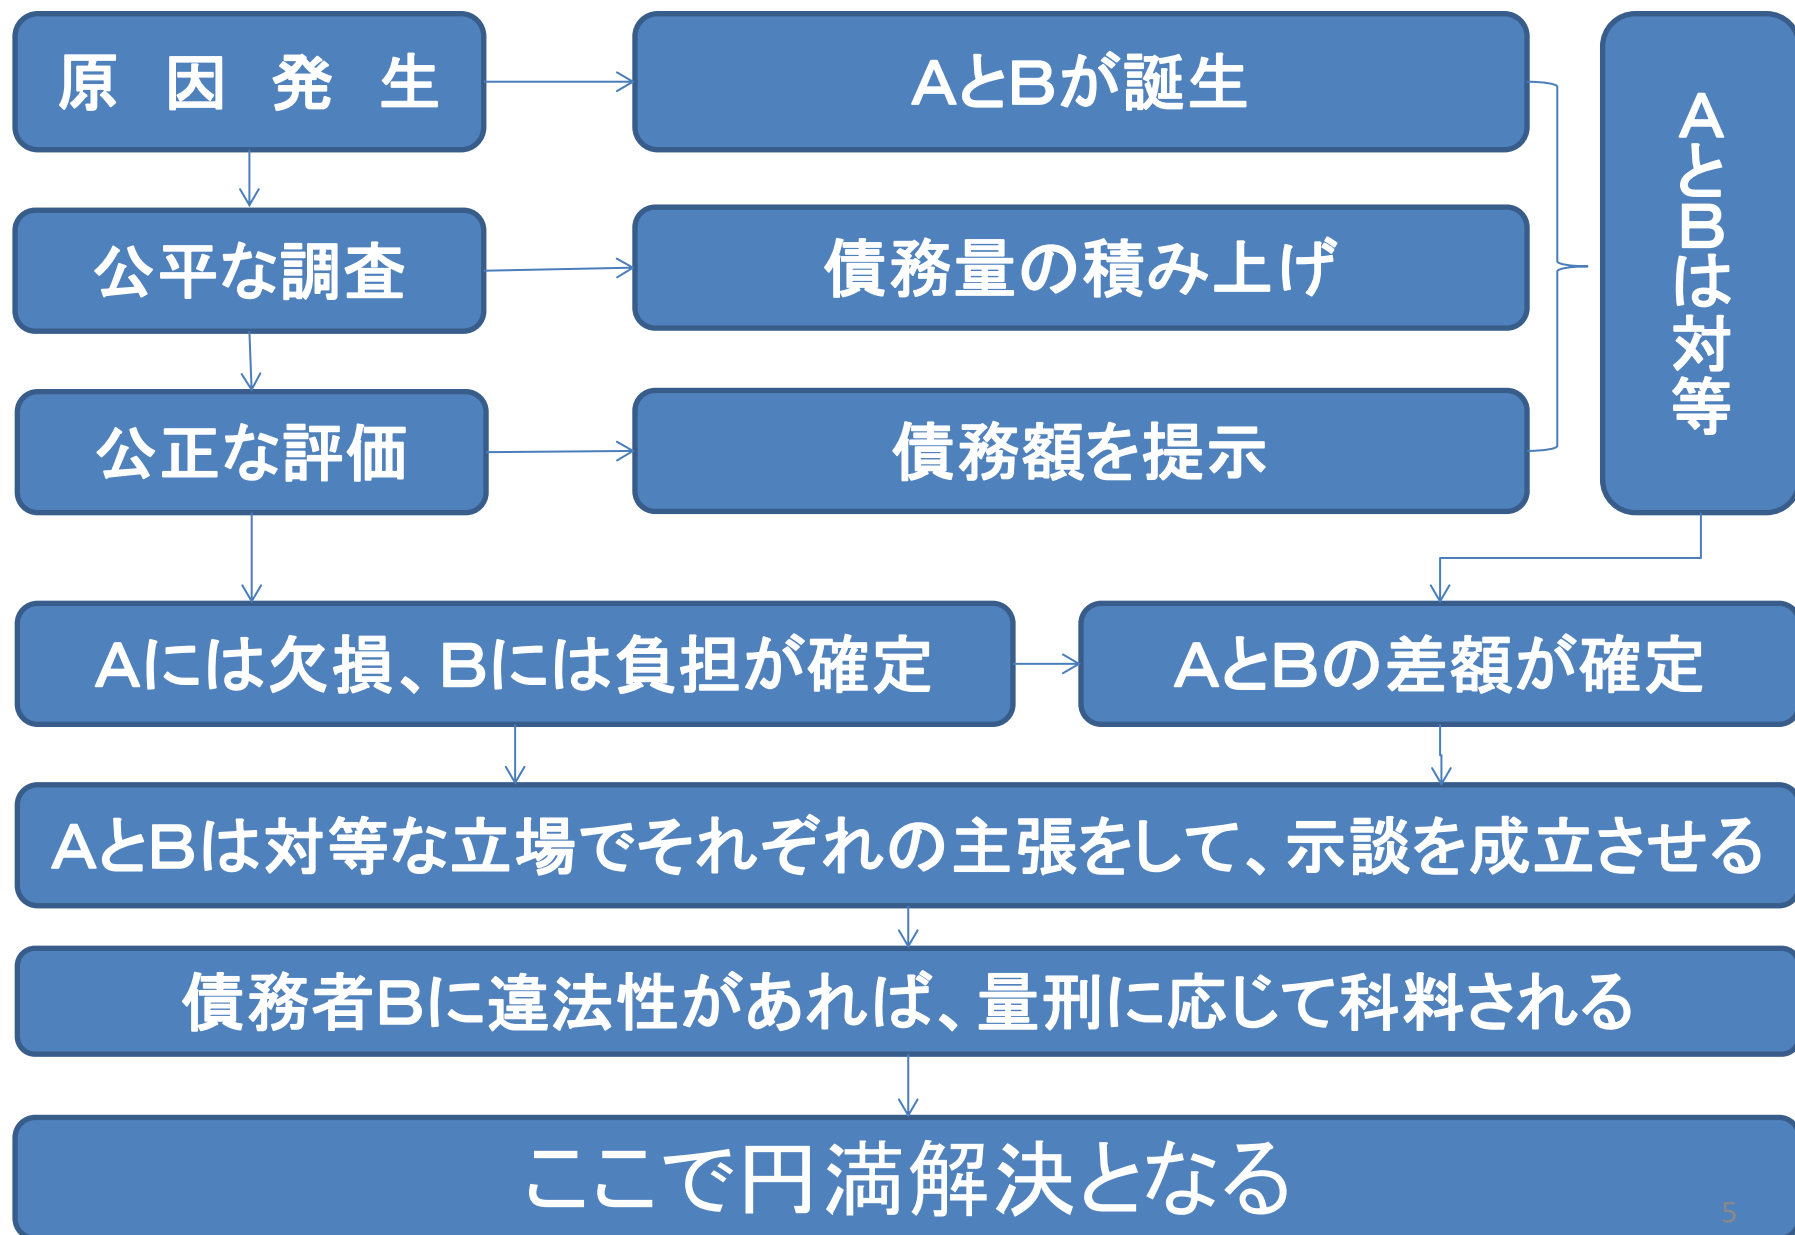 原　因　発　生
ＡとＢが誕生
ＡとＢは対等
公平な調査
債務量の積み上げ
公正な評価
債務額を提示
Ａには欠損、Ｂには負担が確定
ＡとＢの差額が確定
ＡとＢは対等な立場でそれぞれの主張をして、示談を成立させる
債務者Ｂに違法性があれば、量刑に応じて科料される
ここで円満解決となる
5